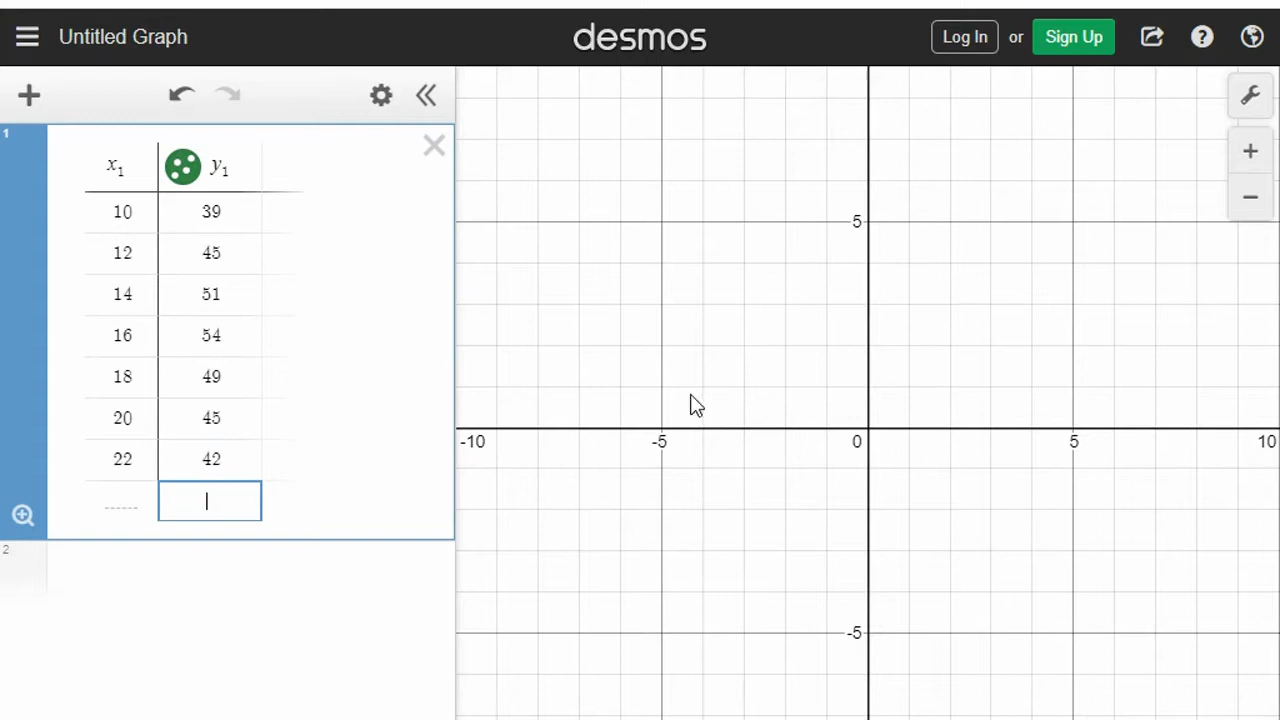 Untitled Graph
desmos
Log In or Sign Up
1
x₁ y₁
10 39
12 45
14 51
16 54
18 49
20 45
22 42
2
5
-10 -5 0 5 10
-5